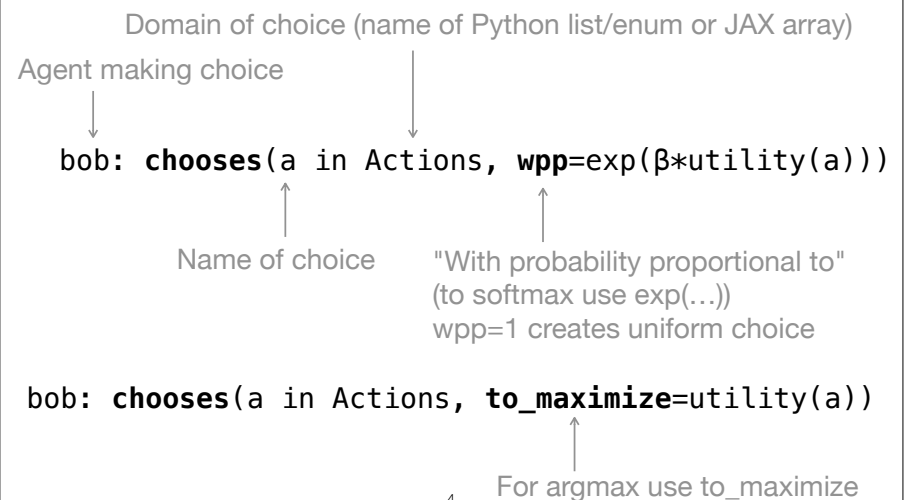 Domain of choice (name of Python list/enum or JAX array)
Agent making choice
bob: chooses(a in Actions, wpp=exp(β*utility(a)))
Name of choice
"With probability proportional to"
(to softmax use exp(…))
wpp=1 creates uniform choice
bob: chooses(a in Actions, to_maximize=utility(a))
For argmax use to_maximize
4